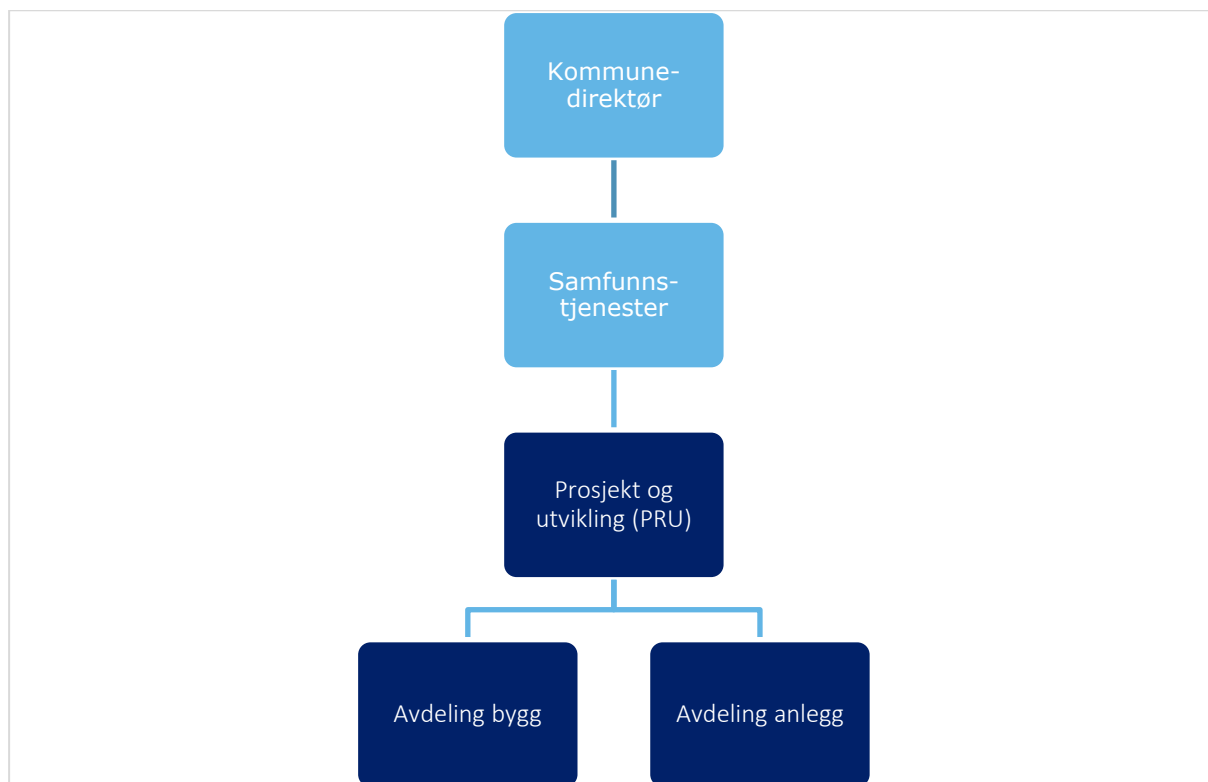 Kommune-
direktør
Samfunns-
tjenester
Prosjekt og
utvikling (PRU)
Avdeling bygg
Avdeling anlegg